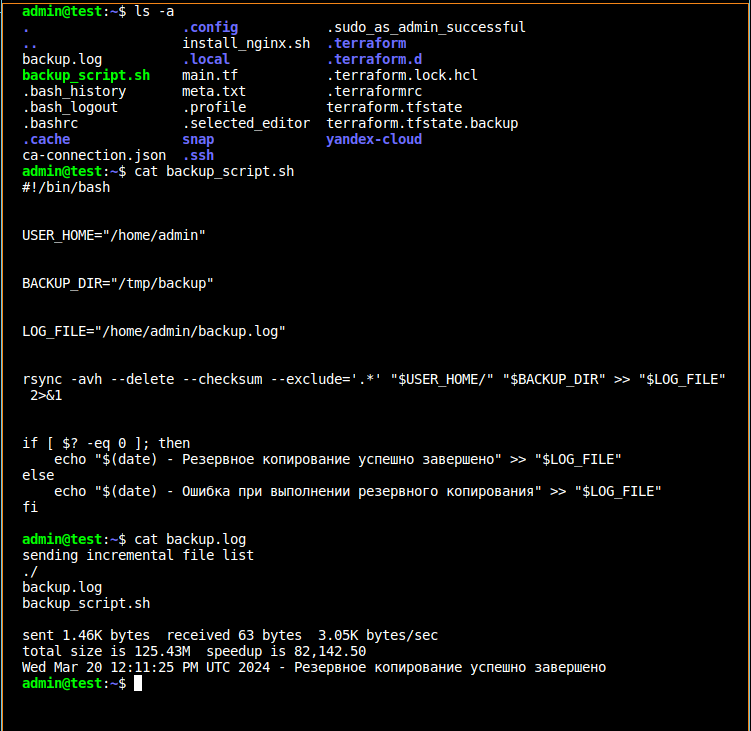 admin@test:~$ ls -a
.                  .config          .sudo_as_admin_successful
..                 install_nginx.sh  .terraform
backup.log         .local            .terraform.d
backup_script.sh   main.tf           .terraform.lock.hcl
.bash_history      meta.txt          .terraformrc
.bash_logout       .profile          terraform.tfstate
.bashrc            .selected_editor  terraform.tfstate.backup
.cache             snap              yandex-cloud
ca-connection.json .ssh
admin@test:~$ cat backup_script.sh
#!/bin/bash
USER_HOME="/home/admin"
BACKUP_DIR="/tmp/backup"
LOG_FILE="/home/admin/backup.log"
rsync -avh --delete --checksum --exclude='.*' "$USER_HOME/" "$BACKUP_DIR" >> "$LOG_FILE"
 2>&1
if [ $? -eq 0 ]; then
    echo "$(date) - Резервное копирование успешно завершено" >> "$LOG_FILE"
else
    echo "$(date) - Ошибка при выполнении резервного копирования" >> "$LOG_FILE"
fi
admin@test:~$ cat backup.log
sending incremental file list
./
backup.log
backup_script.sh
sent 1.46K bytes  received 63 bytes  3.05K bytes/sec
total size is 125.43M  speedup is 82,142.50
Wed Mar 20 12:11:25 PM UTC 2024 - Резервное копирование успешно завершено
admin@test:~$